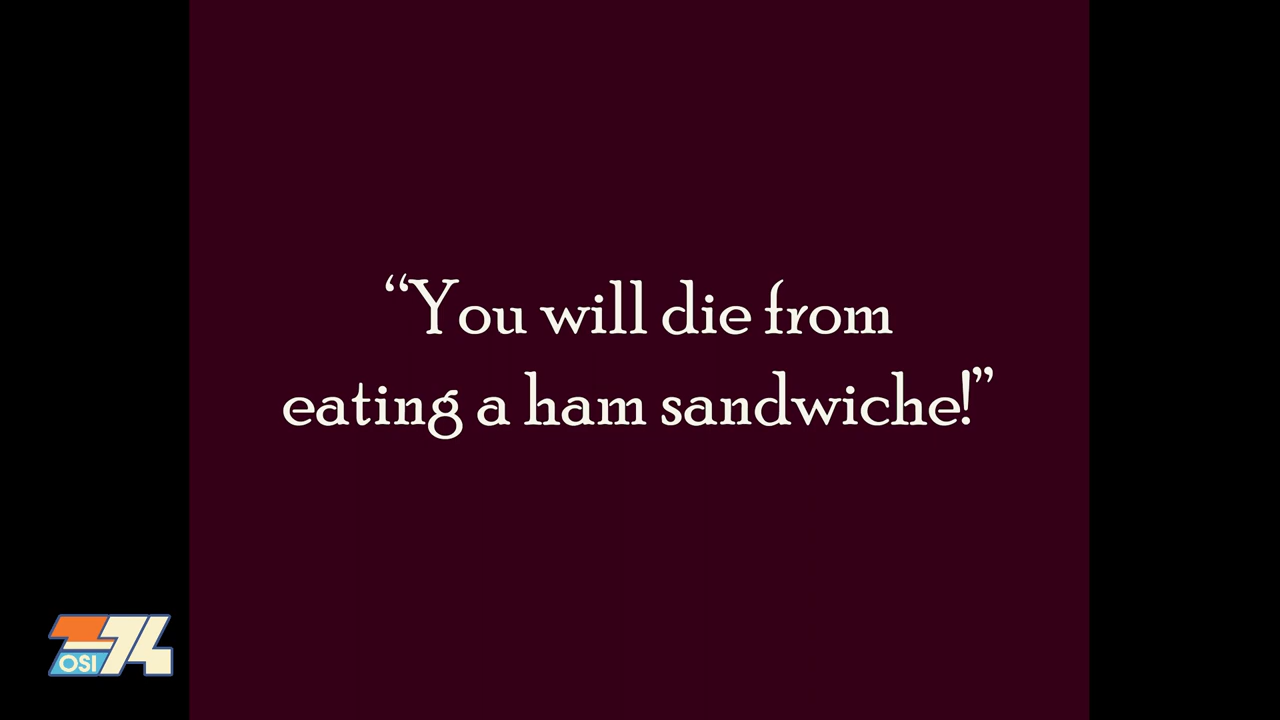 “You will die from
eating a ham sandwiche!”
OSI 74